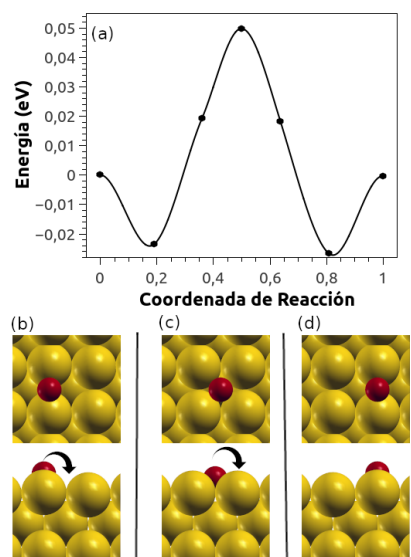 (a)
Energía (eV)
0,05
0,04
0,03
0,02
0,01
0
−0,01
−0,02
0 0,2 0,4 0,6 0,8 1
Coordenada de Reacción
(b) (c) (d)